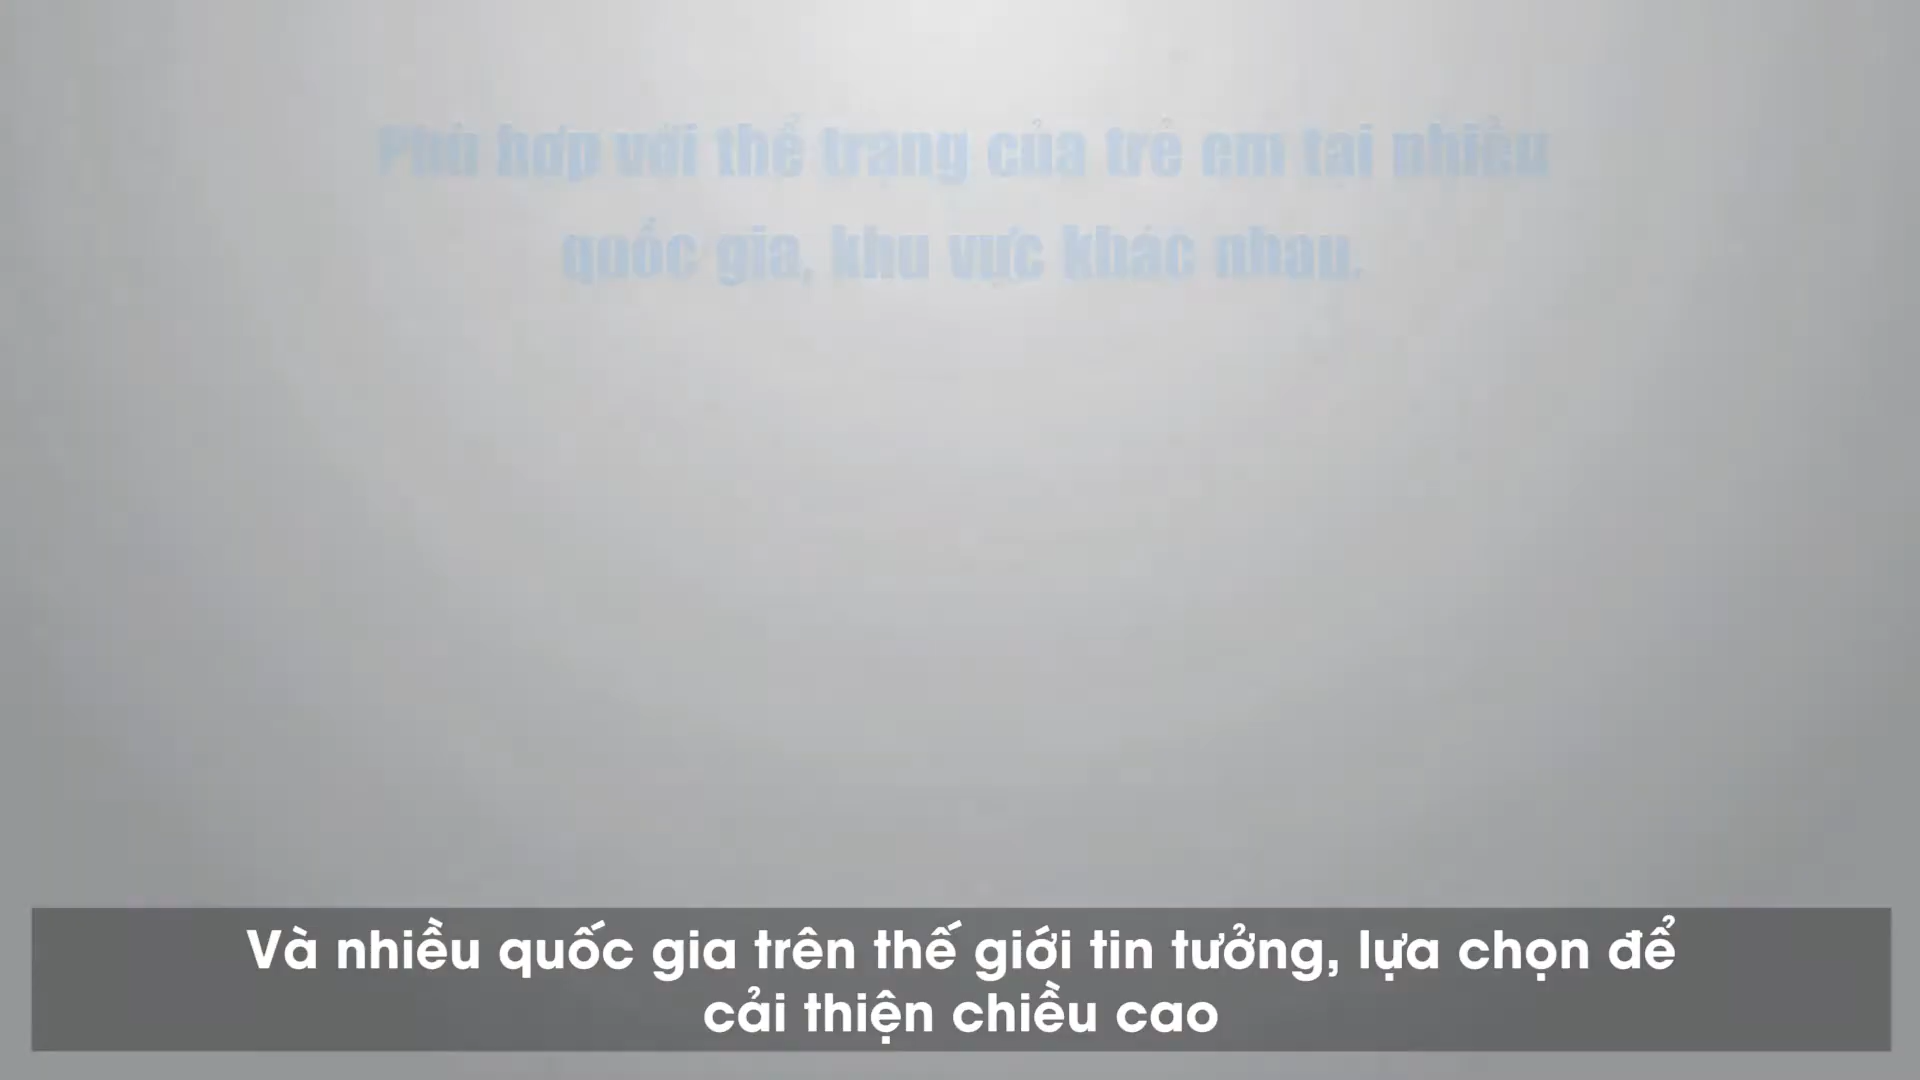 Phù hợp với thể trạng của trẻ em tại nhiều
quốc gia, khu vực khác nhau.
Và nhiều quốc gia trên thế giới tin tưởng, lựa chọn để
cải thiện chiều cao